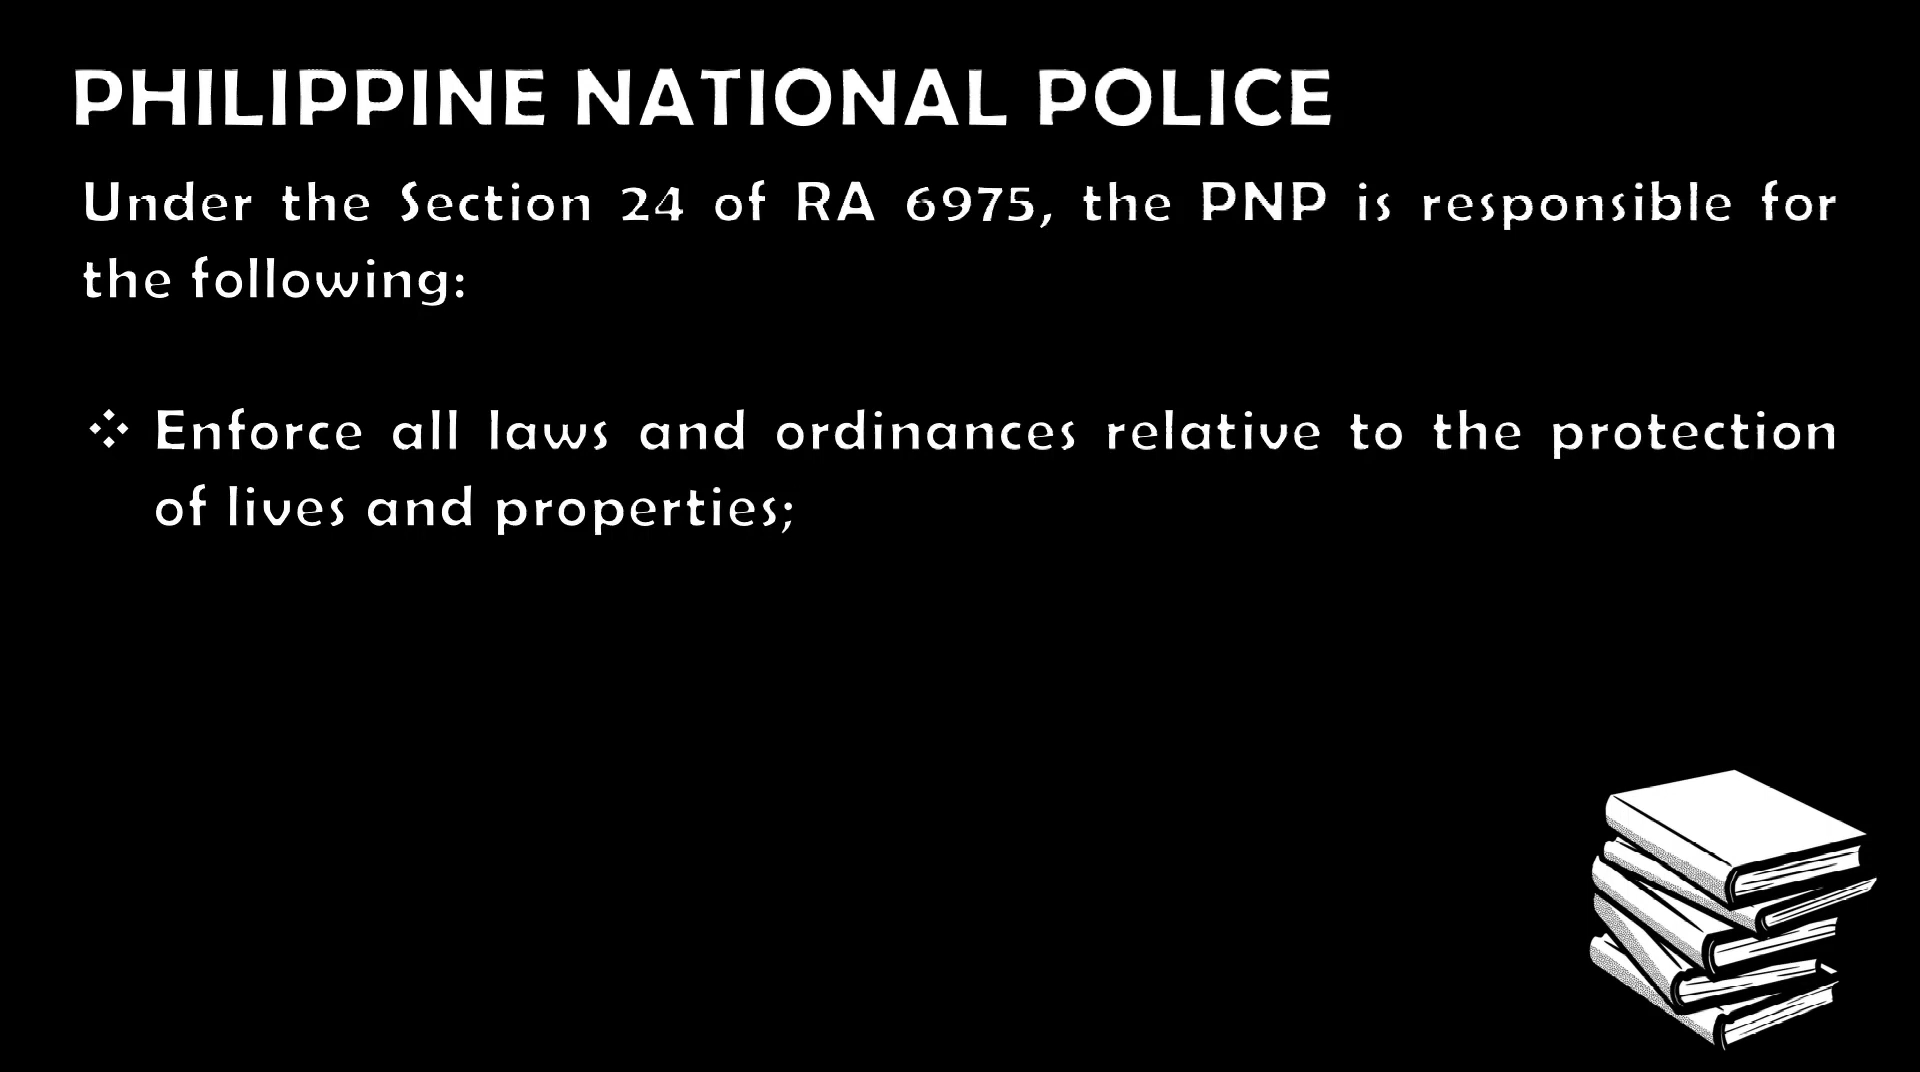 PHILIPPINE NATIONAL POLICE
Under the Section 24 of RA 6975, the PNP is responsible for
the following:
❖ Enforce all laws and ordinances relative to the protection
of lives and properties;